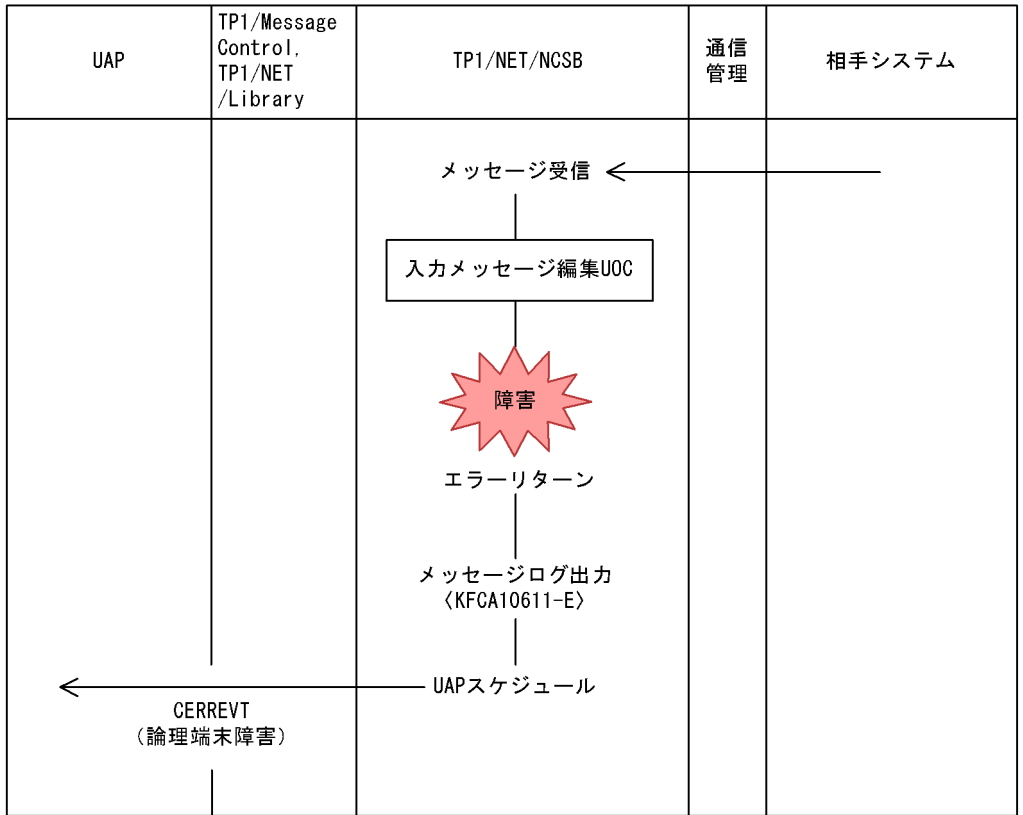 UAP
TP1/Message
Control,
TP1/NET
/Library
TP1/NET/NCSB
通信
管理
相手システム
メッセージ受信
入力メッセージ編集UOC
障害
エラーリターン
メッセージログ出力
〈KFCA10611-E〉
UAPスケジュール
CERREVT
（論理端末障害）